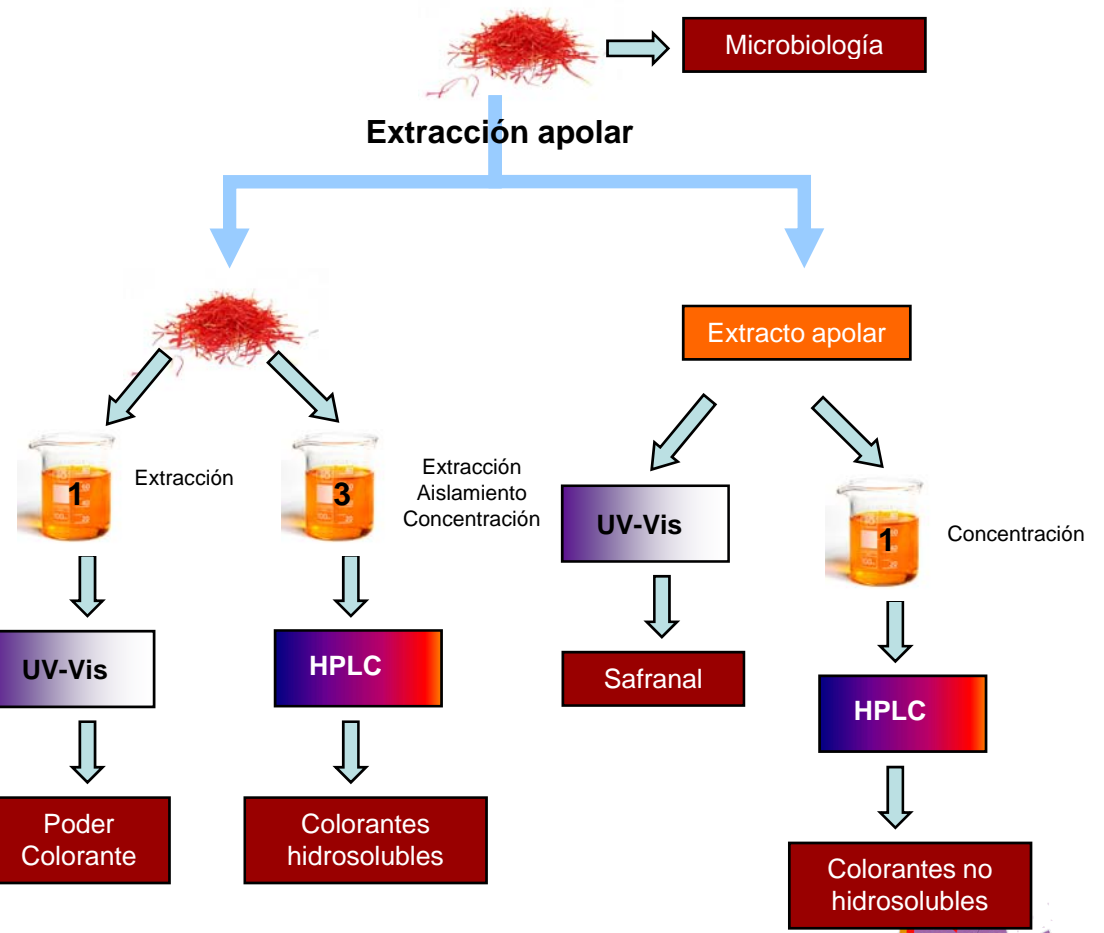 Microbiología
Extracción apolar
Extracto apolar
1
Extracción
3
Extracción
Aislamiento
Concentración
UV-Vis
1
Concentración
UV-Vis
HPLC
Safranal
HPLC
Poder
Colorante
Colorantes
hidrosolubles
Colorantes no
hidrosolubles